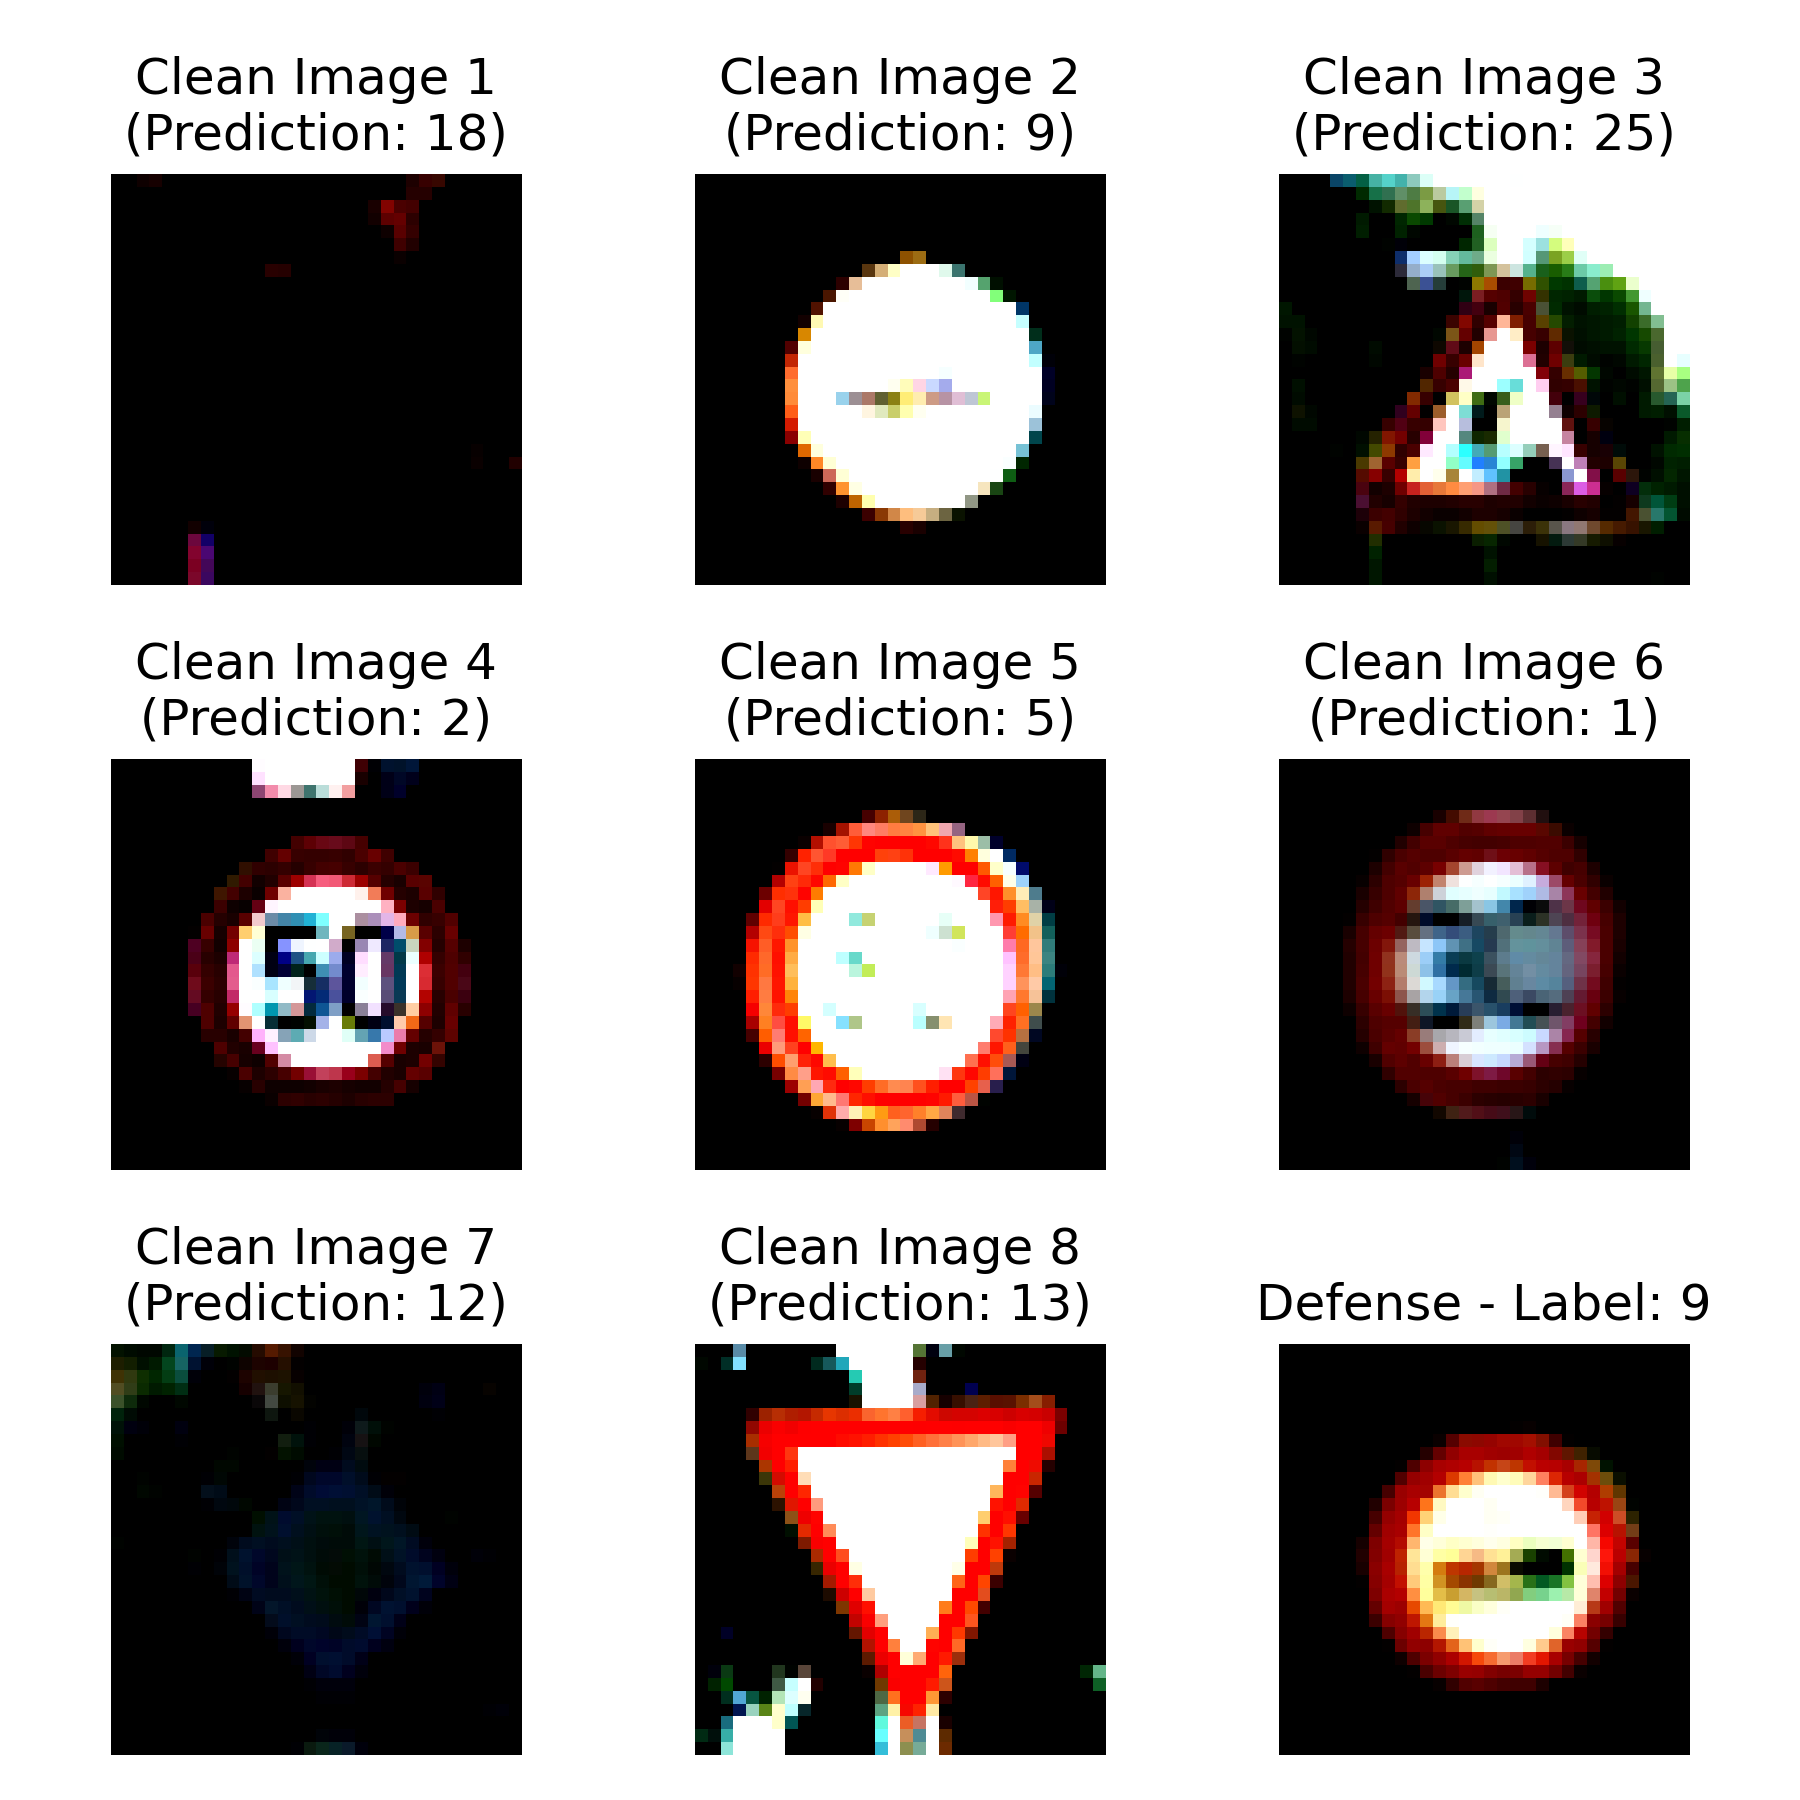 Clean Image 1
(Prediction: 18)
Clean Image 2
(Prediction: 9)
Clean Image 3
(Prediction: 25)
Clean Image 4
(Prediction: 2)
50
Clean Image 5
(Prediction: 5)
Clean Image 6
(Prediction: 1)
Clean Image 7
(Prediction: 12)
Clean Image 8
(Prediction: 13)
Defense - Label: 9